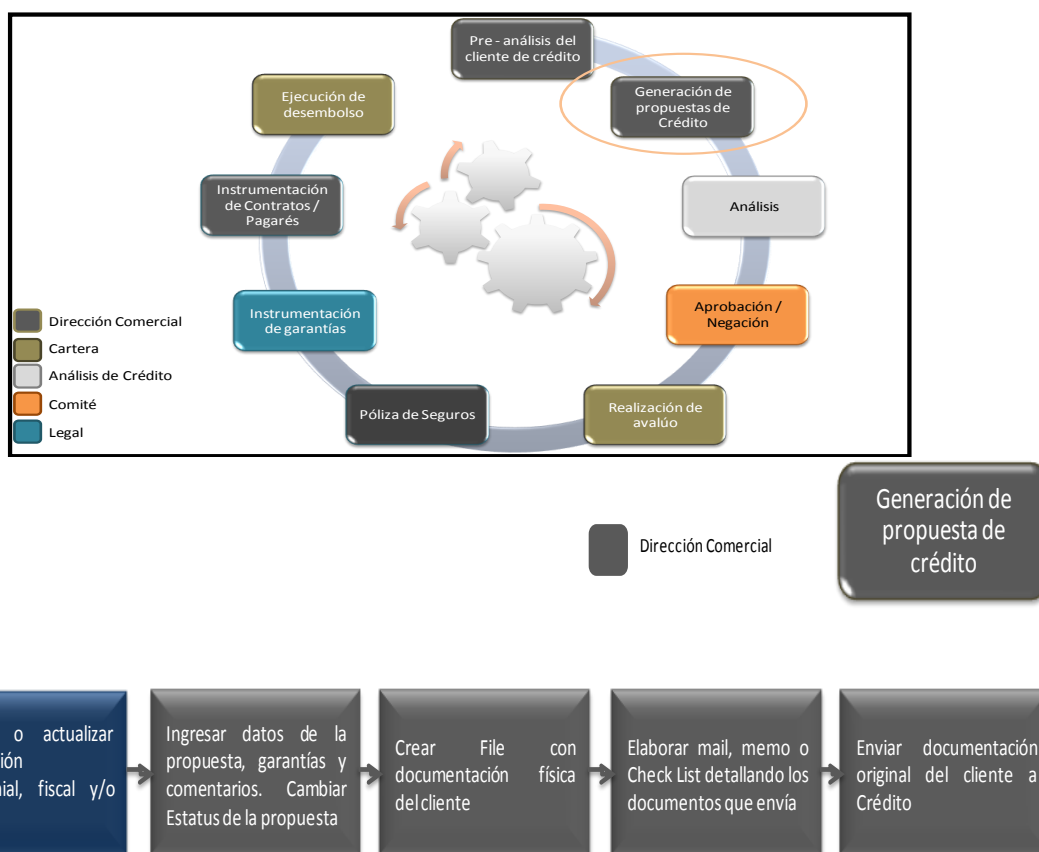 Pre - análisis del
cliente de crédito
Generación de
propuestas de
Crédito
Ejecución de
desembolso
Instrumentación
de Contratos /
Pagarés
Análisis
Instrumentación
de garantías
Aprobación /
Negación
Póliza de Seguros
Realización de
avalúo
Dirección Comercial
Cartera
Análisis de Crédito
Comité
Legal
Dirección Comercial
Generación de
propuesta de
crédito
o actualizar
fiscal y/o
Ingresar datos de la
propuesta, garantías y
comentarios. Cambiar
Estatus de la propuesta
Crear File con
documentación física
del cliente
Elaborar mail, memo o
Check List detallando los
documentos que envía
Enviar documentación
original del cliente a
Crédito